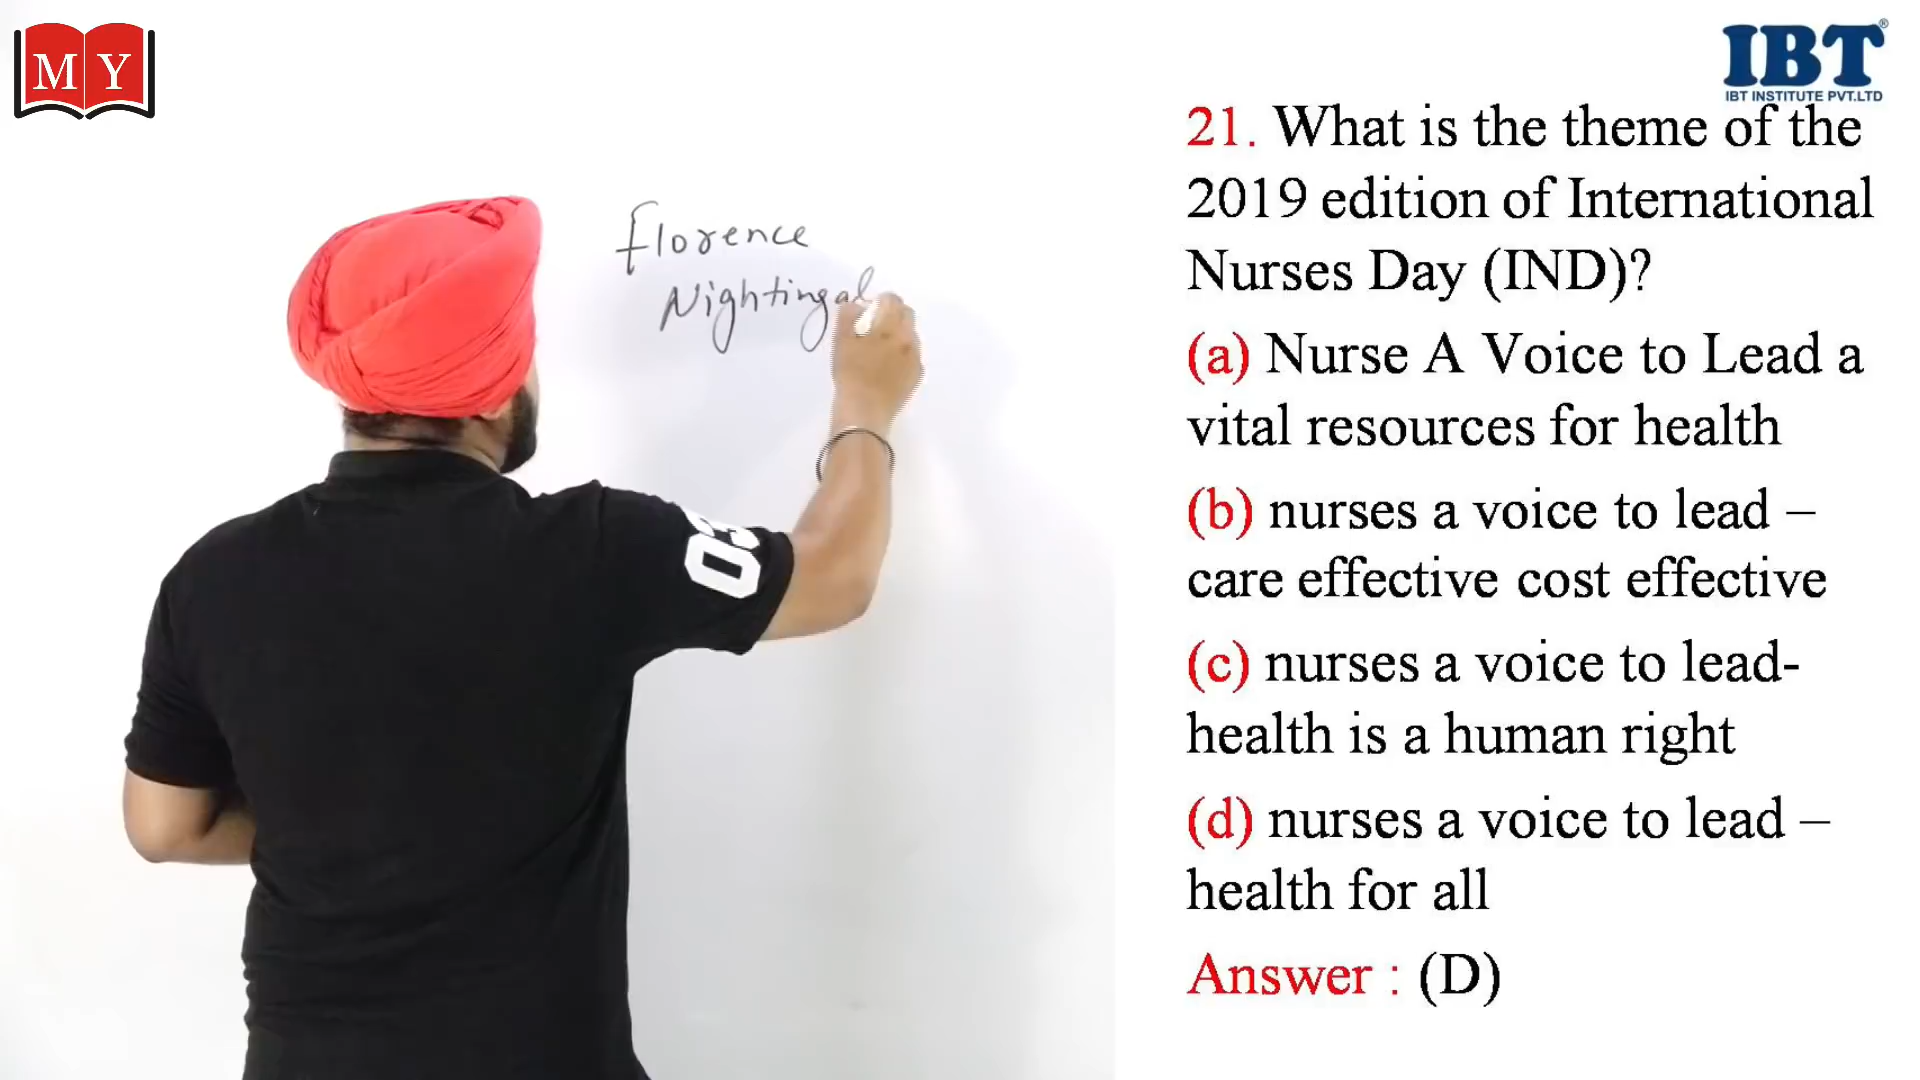 M Y
IBT®
IBT INSTITUTE PVT.LTD
Florence
Nightingal
03
21. What is the theme of the
2019 edition of International
Nurses Day (IND)?
(a) Nurse A Voice to Lead a
vital resources for health
(b) nurses a voice to lead –
care effective cost effective
(c) nurses a voice to lead-
health is a human right
(d) nurses a voice to lead –
health for all
Answer : (D)